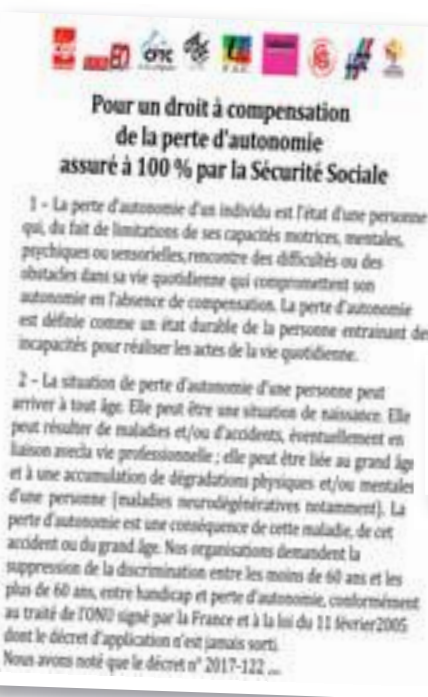 CFTC
Pour un droit à compensation
de la perte d'autonomie
assuré à 100 % par la Sécurité Sociale
1 - La perte d'autonomie d'un individu est l'état d'une personne
qui, du fait de limitations de ses capacités motrices, mentales,
psychiques ou sensorielles, rencontre des difficultés ou des
obstacles dans sa vie quotidienne qui compromettent son
autonomie en l'absence de compensation. La perte d'autonomie
est définie comme un état durable de la personne entrainant des
incapacités pour réaliser les actes de la vie quotidienne.
2 - La situation de perte d'autonomie d'une personne peut
arriver à tout âge. Elle peut être une situation de naissance. Elle
peut résulter de maladies et/ou d'accidents, éventuellement en
liaison avecla vie professionnelle ; elle peut être liée au grand âge
et à une accumulation de dégradations physiques et/ou mentales
d'une personne (maladies neurodégénératives notamment). La
perte d'autonomie est une conséquence de cette maladie, de cet
accident ou du grand âge. Nos organisations demandent la
suppression de la discrimination entre les moins de 60 ans et les
plus de 60 ans, entre handicap et perte d'autonomie, conformément
au traité de l'ONU signé par la France et à la loi du 11 février2005
dont le décret d'application n'est jamais sorti.
Nous avons noté que le décret n° 2017-122 ...